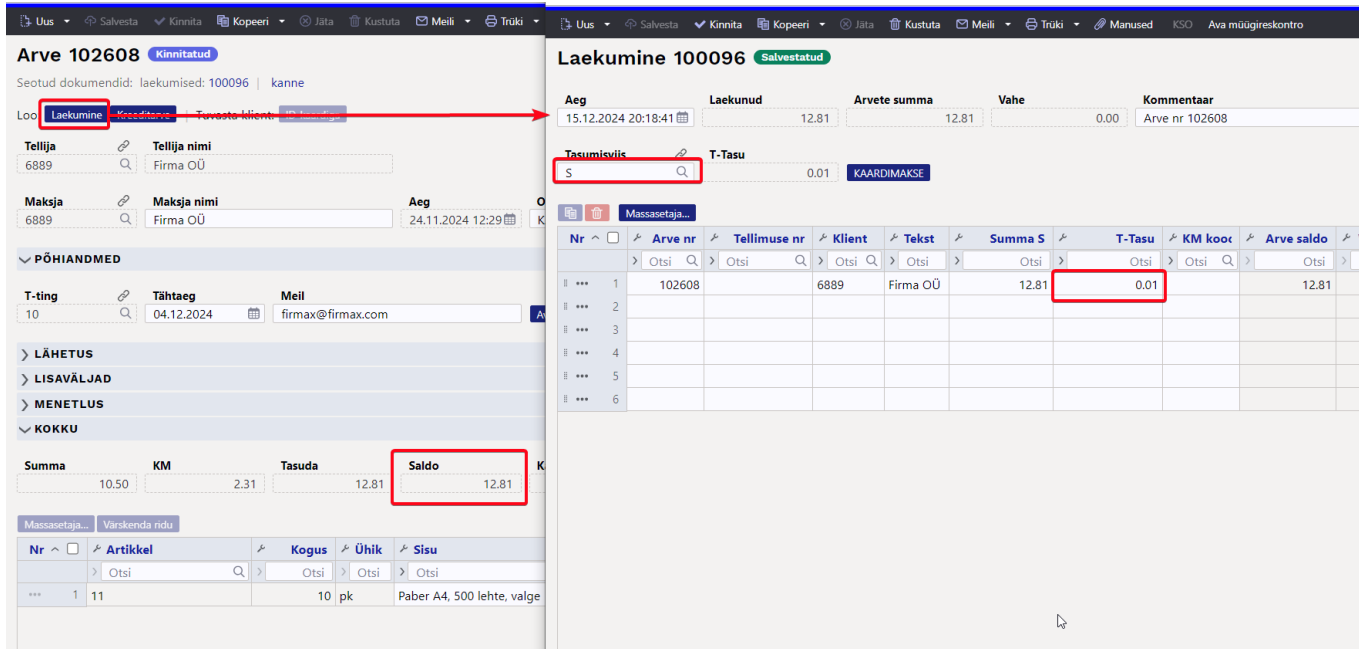 Uus Salvesta Kinnita Kopeeri Jäta Kustuta Meili Trüki
Arve 102608 Kinnitatud
Seotud dokumendid: laekumised: 100096 | kanne
Loo Laekumine Kreeditarve | Tuvasta klient:
Tellija Tellija nimi
6889 Firma OÜ
Maksja Maksja nimi Aeg O
6889 Firma OÜ 24.11.2024 12:29 K
PÕHIANDMED
T-ting Tähtaeg Meil
10 04.12.2024 firmax@firmax.com
LÄHETUS
LISAVÄLJAD
MENETLUS
KOKKU
Summa KM Tasuda Saldo
10.50 2.31 12.81 12.81
Massasetaja... Värskenda ridu
Nr Artikkel Kogus Ühik Sisu
Otsi Otsi Otsi Otsi
1 11 10 pk Paber A4, 500 lehte, valge
Uus Salvesta Kinnita Kopeeri Jäta Kustuta Meili Trüki Manused KSO Ava müügireskontro
Laekumine 100096 Salvestatud
Aeg Laekunud Arvete summa Vahe Kommentaar
15.12.2024 20:18:41 12.81 12.81 0.00 Arve nr 102608
Tasumisviis T-Tasu
S 0.01 KAARDIMAKSE
Massasetaja...
Nr Arve nr Tellimuse nr Klient Tekst Summa S T-Tasu KM kood Arve saldo
Otsi Otsi Otsi Otsi Otsi Otsi Otsi Otsi
1 102608 6889 Firma OÜ 12.81 0.01 12.81
2
3
4
5
6